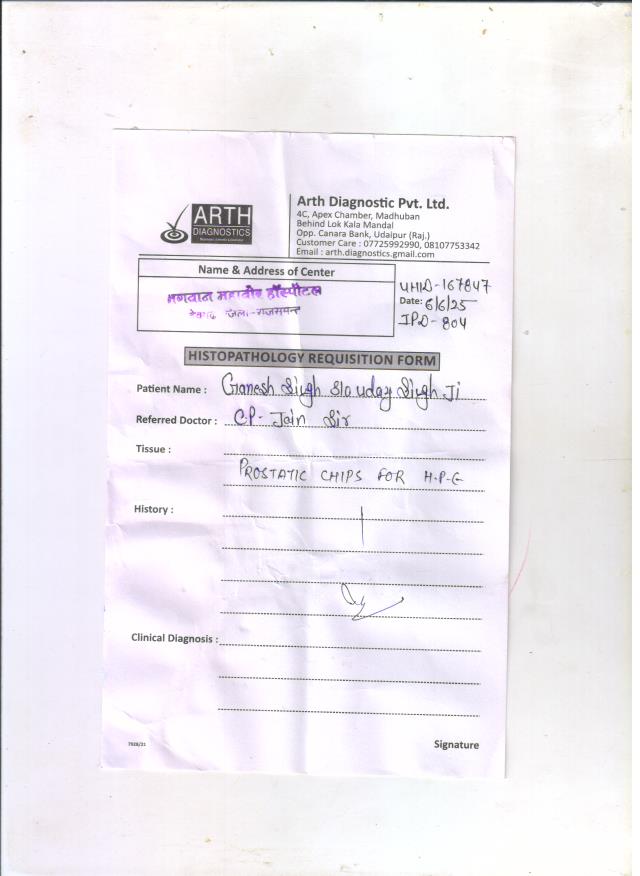 ARTH
DIAGNOSTICS
Arth Diagnostic Pvt. Ltd.
4C, Apex Chamber, Madhuban
Behind Lok Kala Mandal
Opp. Canara Bank, Udaipur (Raj.)
Customer Care : 07725992990, 08107753342
Email : arth.diagnostics.gmail.com
Name & Address of Center
भगवान महावीर हॉस्पीटल
जिला-राजसमन्द
UHID-167847
Date: 6/6/25
IPD-804
HISTOPATHOLOGY REQUISITION FORM
Patient Name : Ganesh Singh S/o Uday Singh Ji
Referred Doctor : C.P- Jain Sir
Tissue :
PROSTATIC CHIPS FOR H.P.E
History :
Clinical Diagnosis :
7028/21
Signature